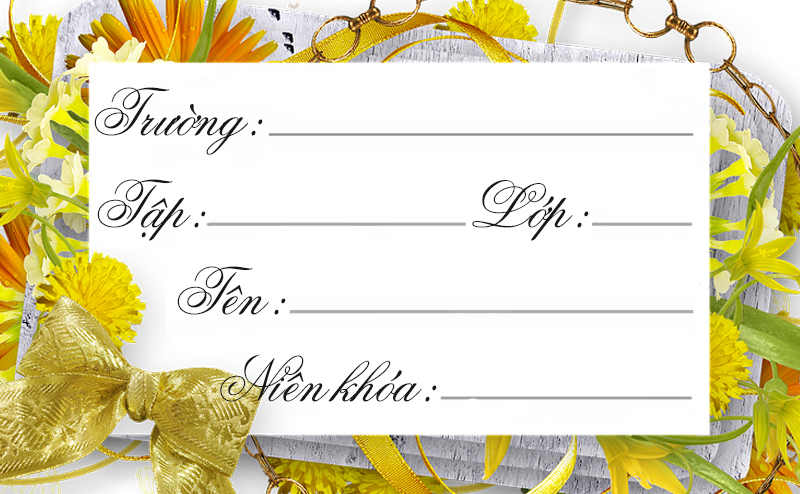 Trường :
Tập : Lớp :
Tên :
Niên khóa :